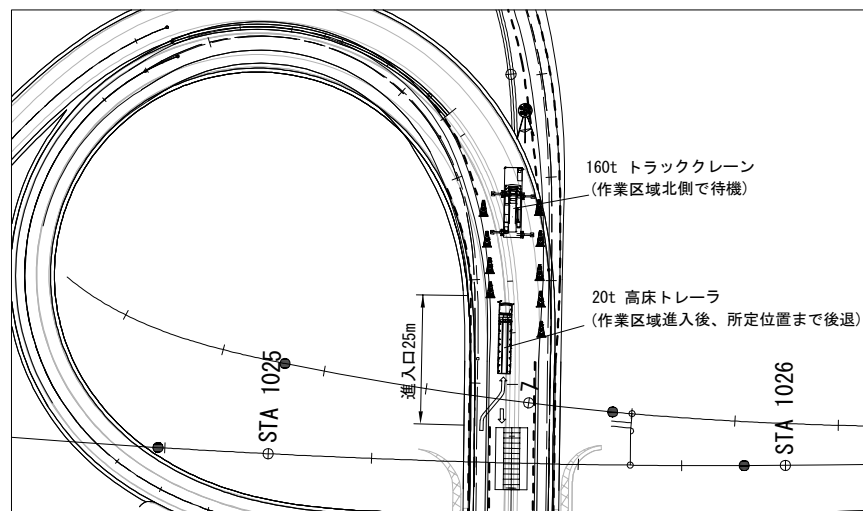 160t トラッククレーン
(作業区域北側で待機)
20t 高床トレーラ
(作業区域進入後、所定位置まで後退)
進入口25m
STA 1025
7
STA 1026